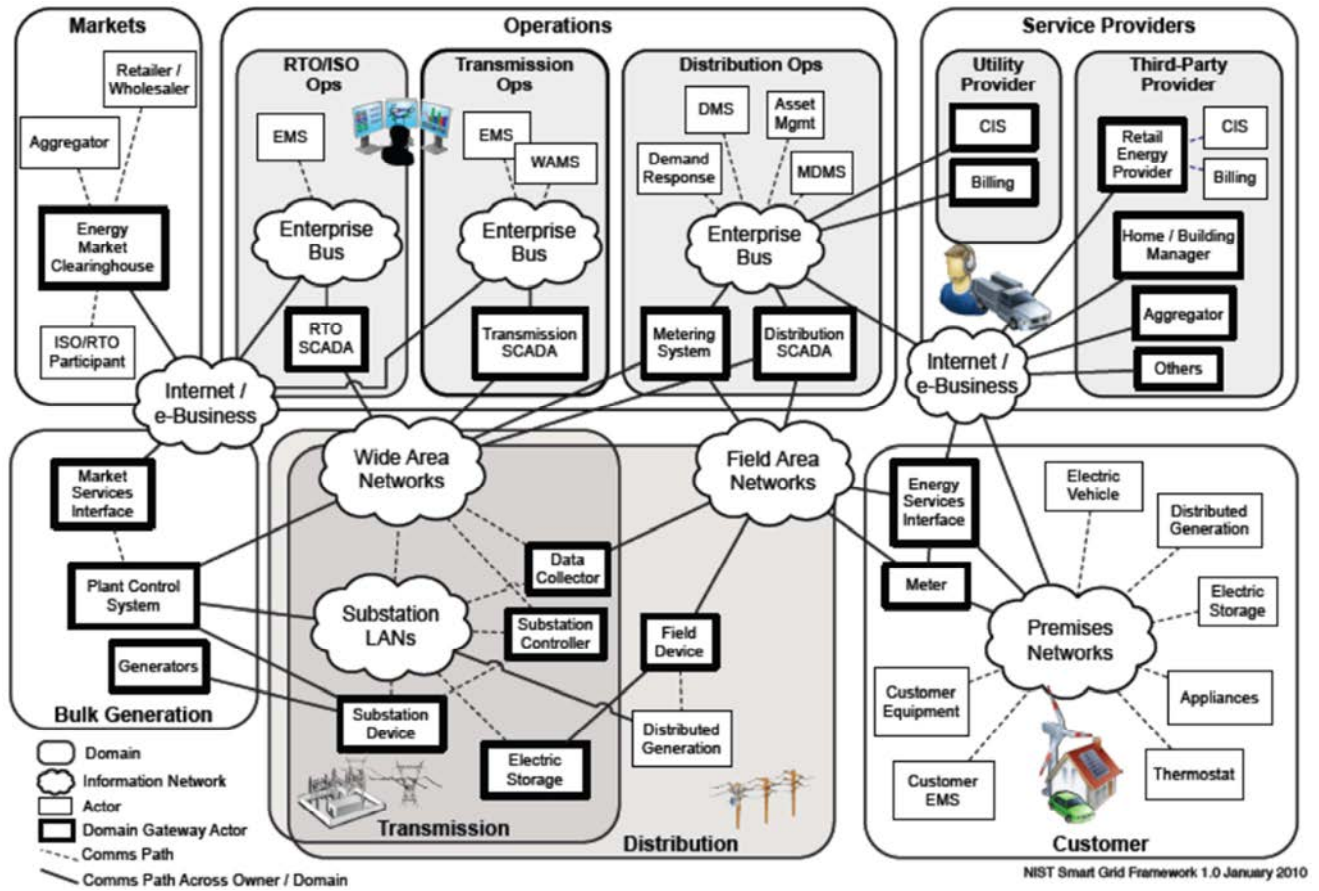 Markets
Operations
Service Providers
Retailer /
Wholesaler
Aggregator
Energy
Market
Clearinghouse
ISO/RTO
Participant
RTO/ISO
Ops
EMS
Enterprise
Bus
RTO
SCADA
Transmission
Ops
EMS
WAMS
Enterprise
Bus
Transmission
SCADA
Distribution Ops
DMS
Asset
Mgmt
Demand
Response
MDMS
Enterprise
Bus
Metering
System
Distribution
SCADA
Utility
Provider
CIS
Billing
Third-Party
Provider
Retail
Energy
Provider
CIS
Billing
Home / Building
Manager
Aggregator
Others
Internet /
e-Business
Internet /
e-Business
Wide Area
Networks
Field Area
Networks
Market
Services
Interface
Plant Control
System
Generators
Bulk Generation
Substation
LANs
Data
Collector
Substation
Controller
Substation
Device
Electric
Storage
Field
Device
Distributed
Generation
Transmission
Distribution
Energy
Services
Interface
Meter
Electric
Vehicle
Distributed
Generation
Electric
Storage
Premises
Networks
Customer
Equipment
Appliances
Customer
EMS
Thermostat
Customer
Domain
Information Network
Actor
Domain Gateway Actor
Comms Path
Comms Path Across Owner / Domain
NIST Smart Grid Framework 1.0 January 2010